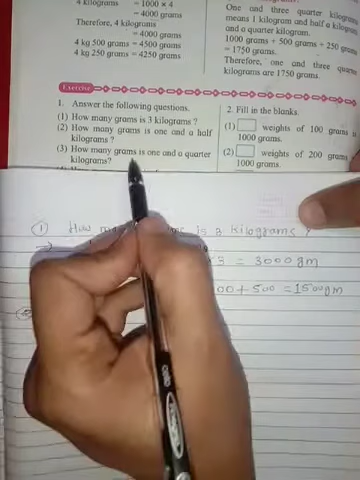 4 kilograms = 1000 × 4
= 4000 grams
Therefore, 4 kilograms
= 4000 grams
4 kg 500 grams = 4500 grams
4 kg 250 grams = 4250 grams
One and three quarter kilogram
means 1 kilogram and half a kilogram
and a quarter kilogram.
1000 grams + 500 grams + 250 grams
= 1750 grams.
Therefore, one and three quarter
kilograms are 1750 grams.
Exercise
1. Answer the following questions.
(1) How many grams is 3 kilograms ?
(2) How many grams is one and a half
kilograms ?
(3) How many grams is one and a quarter
kilograms?
2. Fill in the blanks.
(1) weights of 100 grams is
1000 grams.
(2) weights of 200 grams
1000 grams.
① How is 3 kilograms ?
→ ×3 = 3000 gm
00 + 500 = 1500 gm